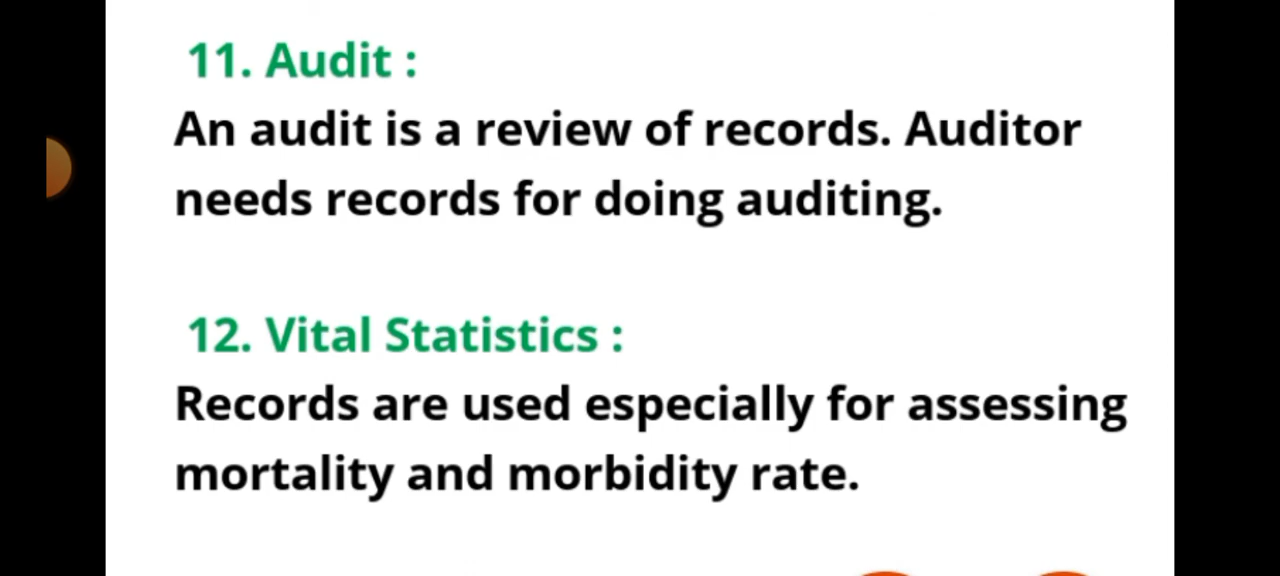 11. Audit :
An audit is a review of records. Auditor
needs records for doing auditing.
12. Vital Statistics :
Records are used especially for assessing
mortality and morbidity rate.